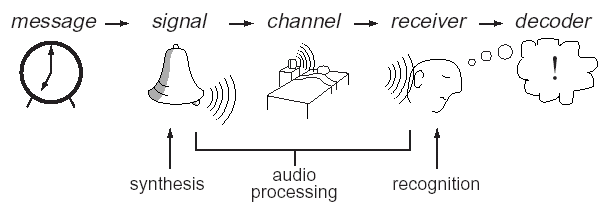 message signal channel receiver decoder
!
synthesis
audio
processing
recognition